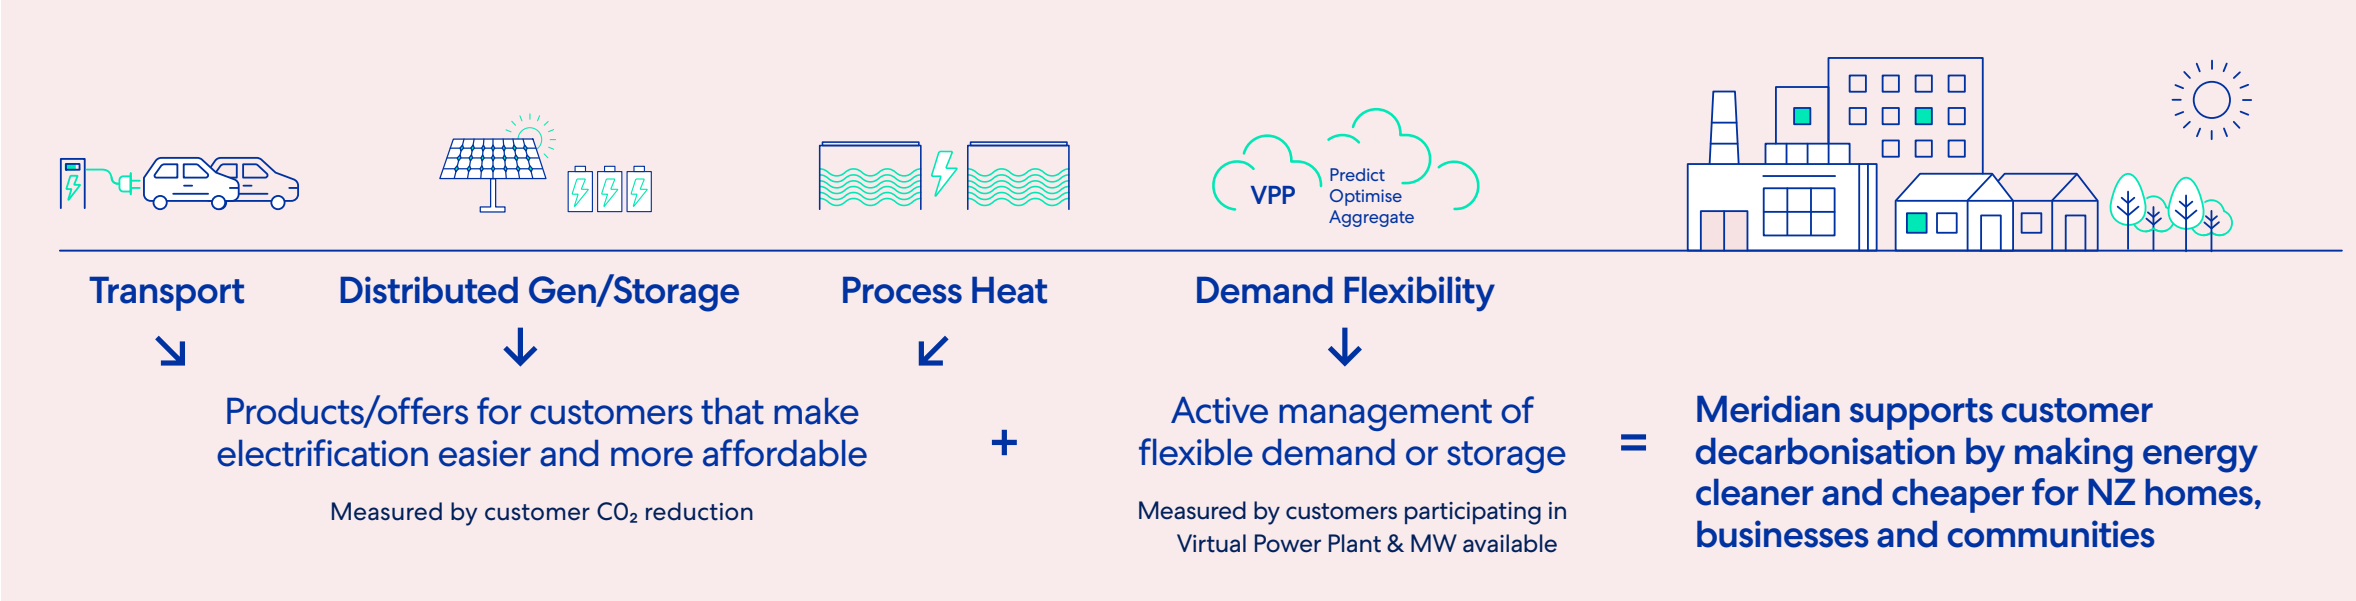 VPP
Predict
Optimise
Aggregate
Transport
Distributed Gen/Storage
Process Heat
Demand Flexibility
Products/offers for customers that make
electrification easier and more affordable
Measured by customer C0₂ reduction
+
Active management of
flexible demand or storage
Measured by customers participating in
Virtual Power Plant & MW available
=
Meridian supports customer
decarbonisation by making energy
cleaner and cheaper for NZ homes,
businesses and communities